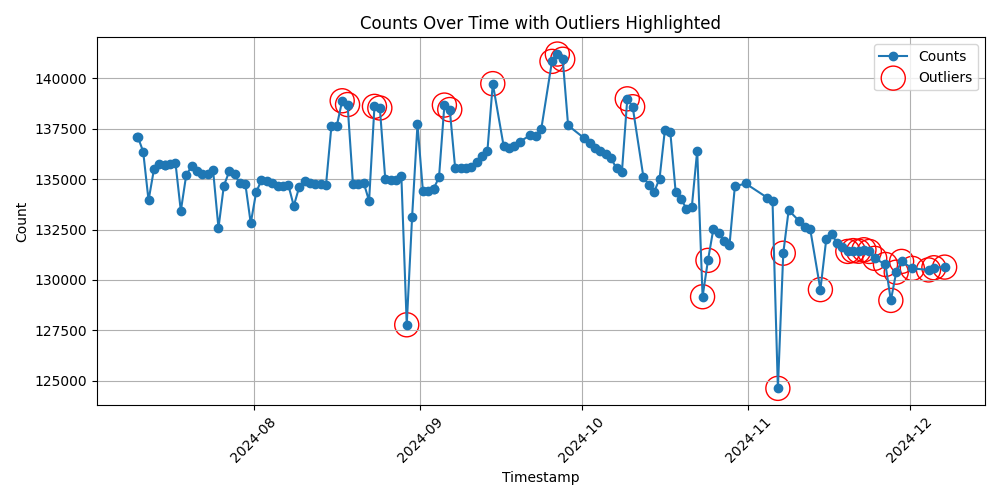 Counts Over Time with Outliers Highlighted
Counts
Outliers
Count
140000
137500
135000
132500
130000
127500
125000
2024-08
2024-09
2024-10
2024-11
2024-12
Timestamp